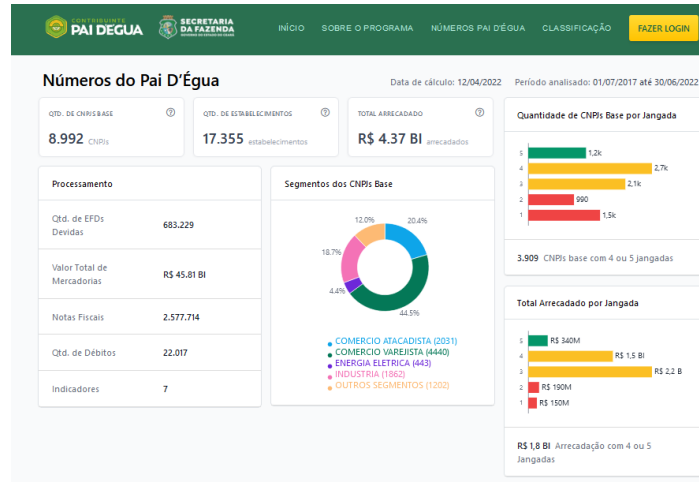 CONTRIBUINTE
PAI DEGUA
SECRETARIA
DA FAZENDA
INÍCIO
SOBRE O PROGRAMA
NÚMEROS PAI D'ÉGUA
CLASSIFICAÇÃO
FAZER LOGIN
Números do Pai D'Égua
Data de cálculo: 12/04/2022
Período analisado: 01/07/2017 até 30/06/2022
QTD. DE CNPJS BASE
8.992 CNPJs
QTD. DE ESTABELECIMENTOS
17.355 estabelecimentos
TOTAL ARRECADADO
R$ 4.37 BI arrecadados
Processamento
Qtd. de EFDs
Devidas
683.229
Valor Total de
Mercadorias
R$ 45.81 BI
Notas Fiscais
2.577.714
Qtd. de Débitos
22.017
Indicadores
7
Segmentos dos CNPJs Base
12.0%
20.4%
18.7%
4.4%
44.5%
COMERCIO ATACADISTA (2031)
COMERCIO VAREJISTA (4440)
ENERGIA ELETRICA (443)
INDUSTRIA (1862)
OUTROS SEGMENTOS (1202)
Quantidade de CNPJs Base por Jangada
5 1,2k
4 2,7k
3 2,1k
2 990
1 1,5k
3.909 CNPJs base com 4 ou 5 jangadas
Total Arrecadado por Jangada
5 R$ 340M
4 R$ 1,5 BI
3 R$ 2,2 B
2 R$ 190M
1 R$ 150M
R$ 1,8 BI Arrecadação com 4 ou 5
Jangadas